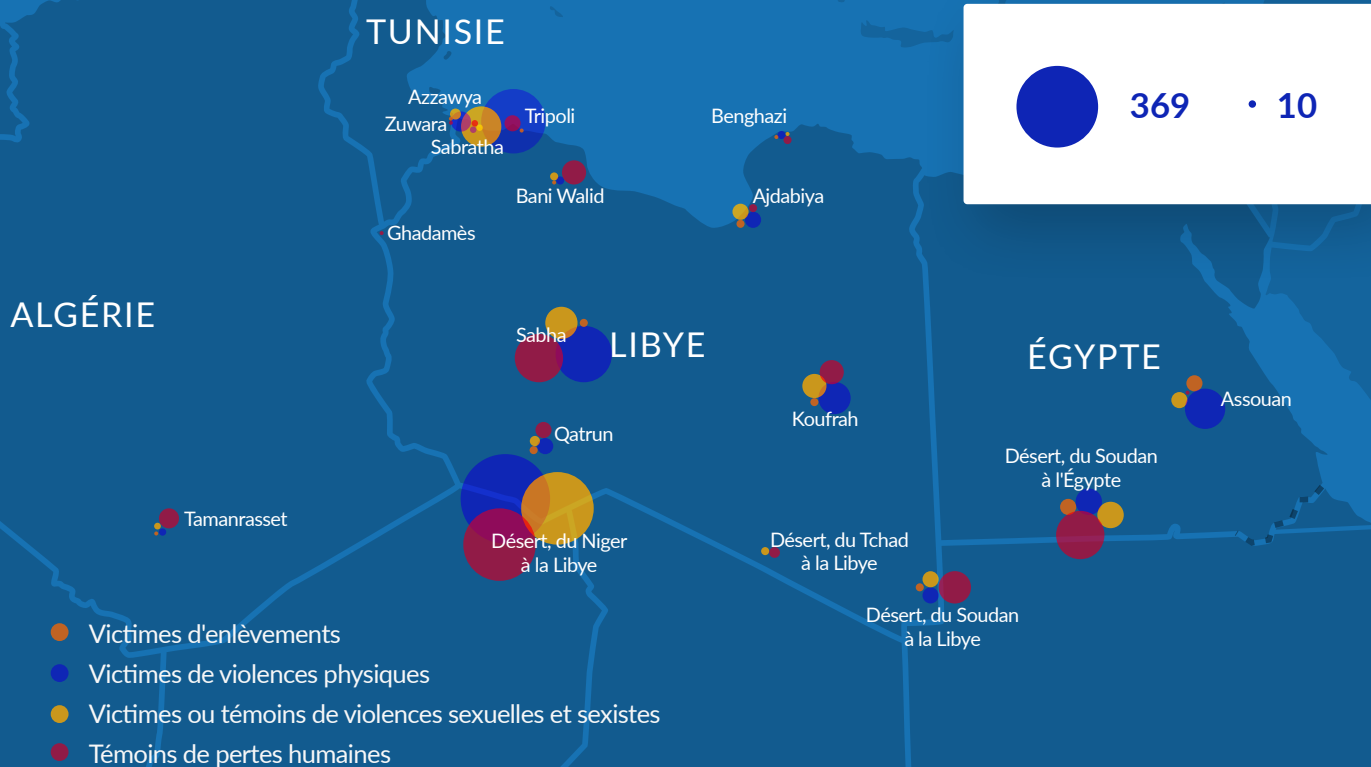 TUNISIE
369 10
Azzawya
Tripoli
Benghazi
Zuwara
Sabratha
Bani Walid
Ajdabiya
Ghadamès
ALGÉRIE
Sabha
LIBYE
ÉGYPTE
Assouan
Koufrah
Qatrun
Désert, du Soudan
à l'Égypte
Tamanrasset
Désert, du Niger
à la Libye
Désert, du Tchad
à la Libye
Désert, du Soudan
à la Libye
Victimes d'enlèvements
Victimes de violences physiques
Victimes ou témoins de violences sexuelles et sexistes
Témoins de pertes humaines